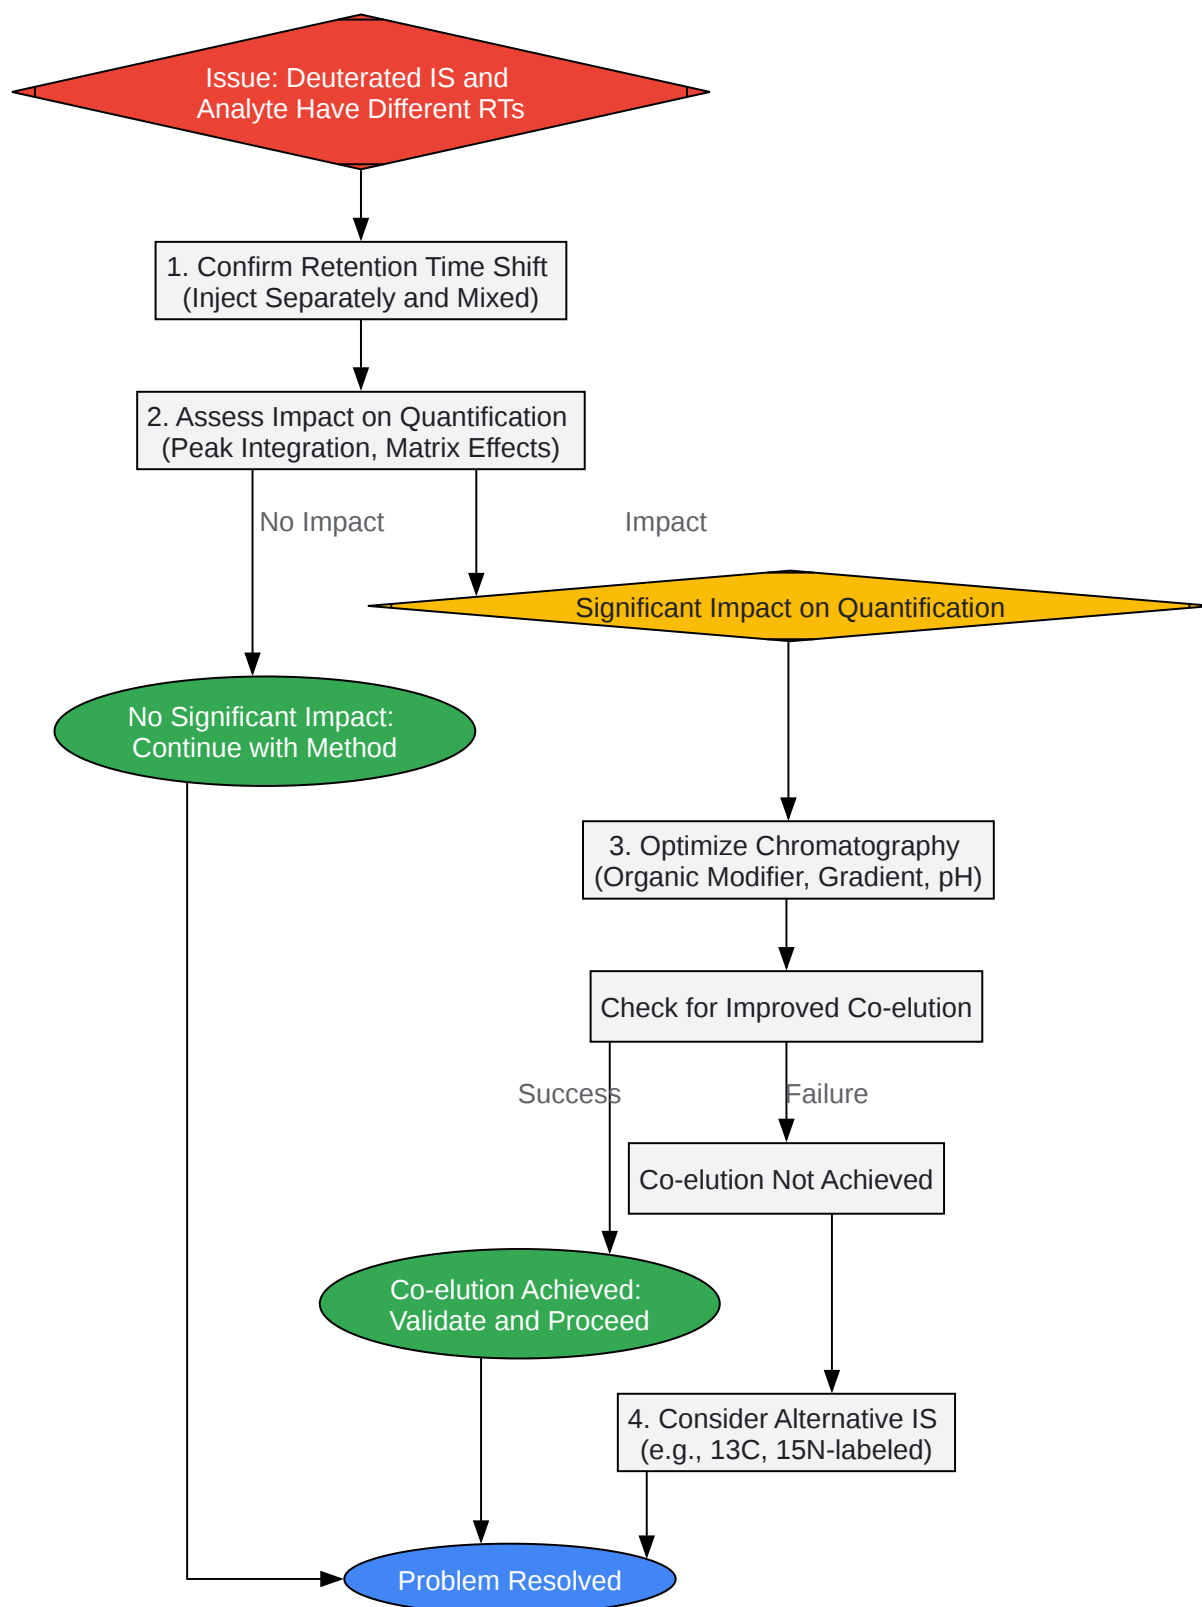 Issue: Deuterated IS and
Analyte Have Different RTs
1. Confirm Retention Time Shift
(Inject Separately and Mixed)
2. Assess Impact on Quantification
(Peak Integration, Matrix Effects)
No Impact
Impact
Significant Impact on Quantification
No Significant Impact:
Continue with Method
3. Optimize Chromatography
(Organic Modifier, Gradient, pH)
Check for Improved Co-elution
Success
Failure
Co-elution Not Achieved
Co-elution Achieved:
Validate and Proceed
4. Consider Alternative IS
(e.g., 13C, 15N-labeled)
Problem Resolved